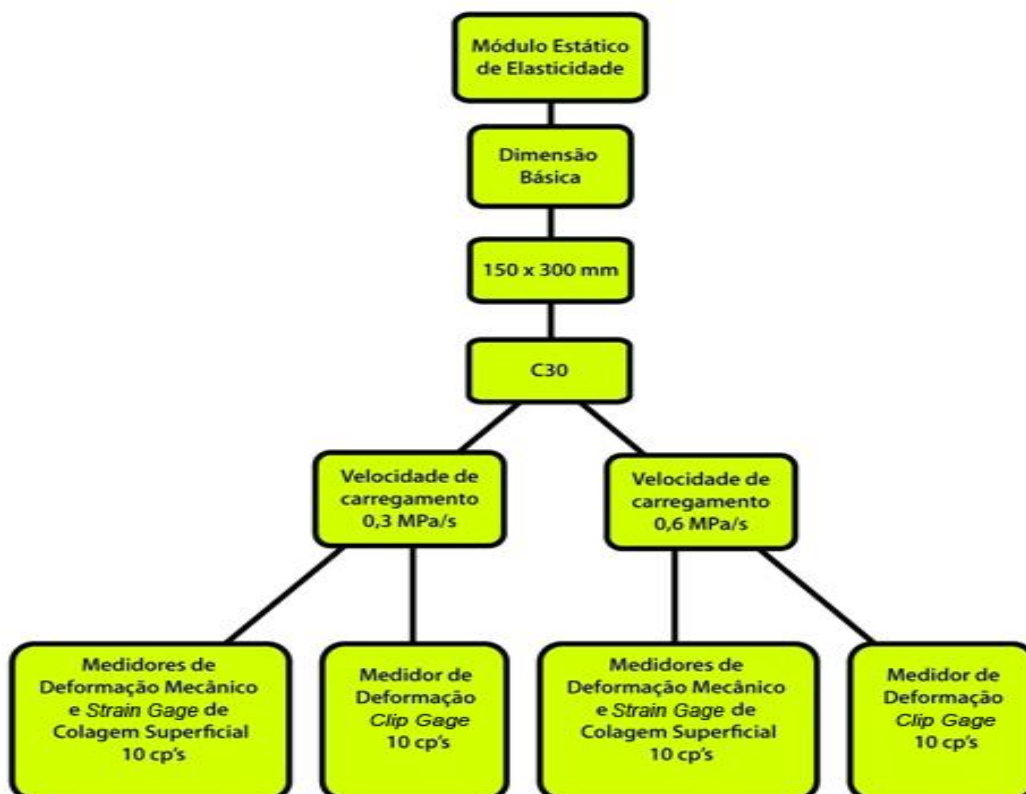 Módulo Estático
de Elasticidade
Dimensão
Básica
150 x 300 mm
C30
Velocidade de
carregamento
0,3 MPa/s
Velocidade de
carregamento
0,6 MPa/s
Medidores de
Deformação Mecânico
e Strain Gage de
Colagem Superficial
10 cp's
Medidor de
Deformação
Clip Gage
10 cp's
Medidores de
Deformação Mecânico
e Strain Gage de
Colagem Superficial
10 cp's
Medidor de
Deformação
Clip Gage
10 cp's